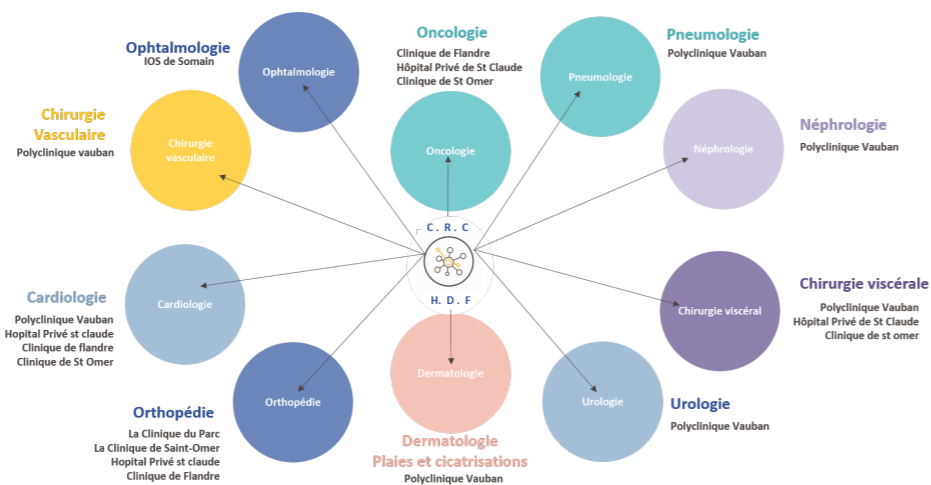 Ophtalmologie
IOS de Somain
Ophtalmologie
Oncologie
Clinique de Flandre
Hôpital Privé de St Claude
Clinique de St Omer
Oncologie
Pneumologie
Pneumologie
Polyclinique Vauban
Chirurgie
Vasculaire
Polyclinique vauban
Chirurgie
vasculaire
Néphrologie
Néphrologie
Polyclinique Vauban
C. R. C
H. D. F
Cardiologie
Polyclinique Vauban
Hopital Privé st claude
Clinique de flandre
Clinique de St Omer
Cardiologie
Chirurgie viscéral
Chirurgie viscérale
Polyclinique Vauban
Hôpital Privé de St Claude
Clinique de st omer
Orthopédie
La Clinique du Parc
La Clinique de Saint-Omer
Hopital Privé st claude
Clinique de Flandre
Orthopédie
Dermatologie
Dermatologie
Plaies et cicatrisations
Polyclinique Vauban
Urologie
Urologie
Polyclinique Vauban